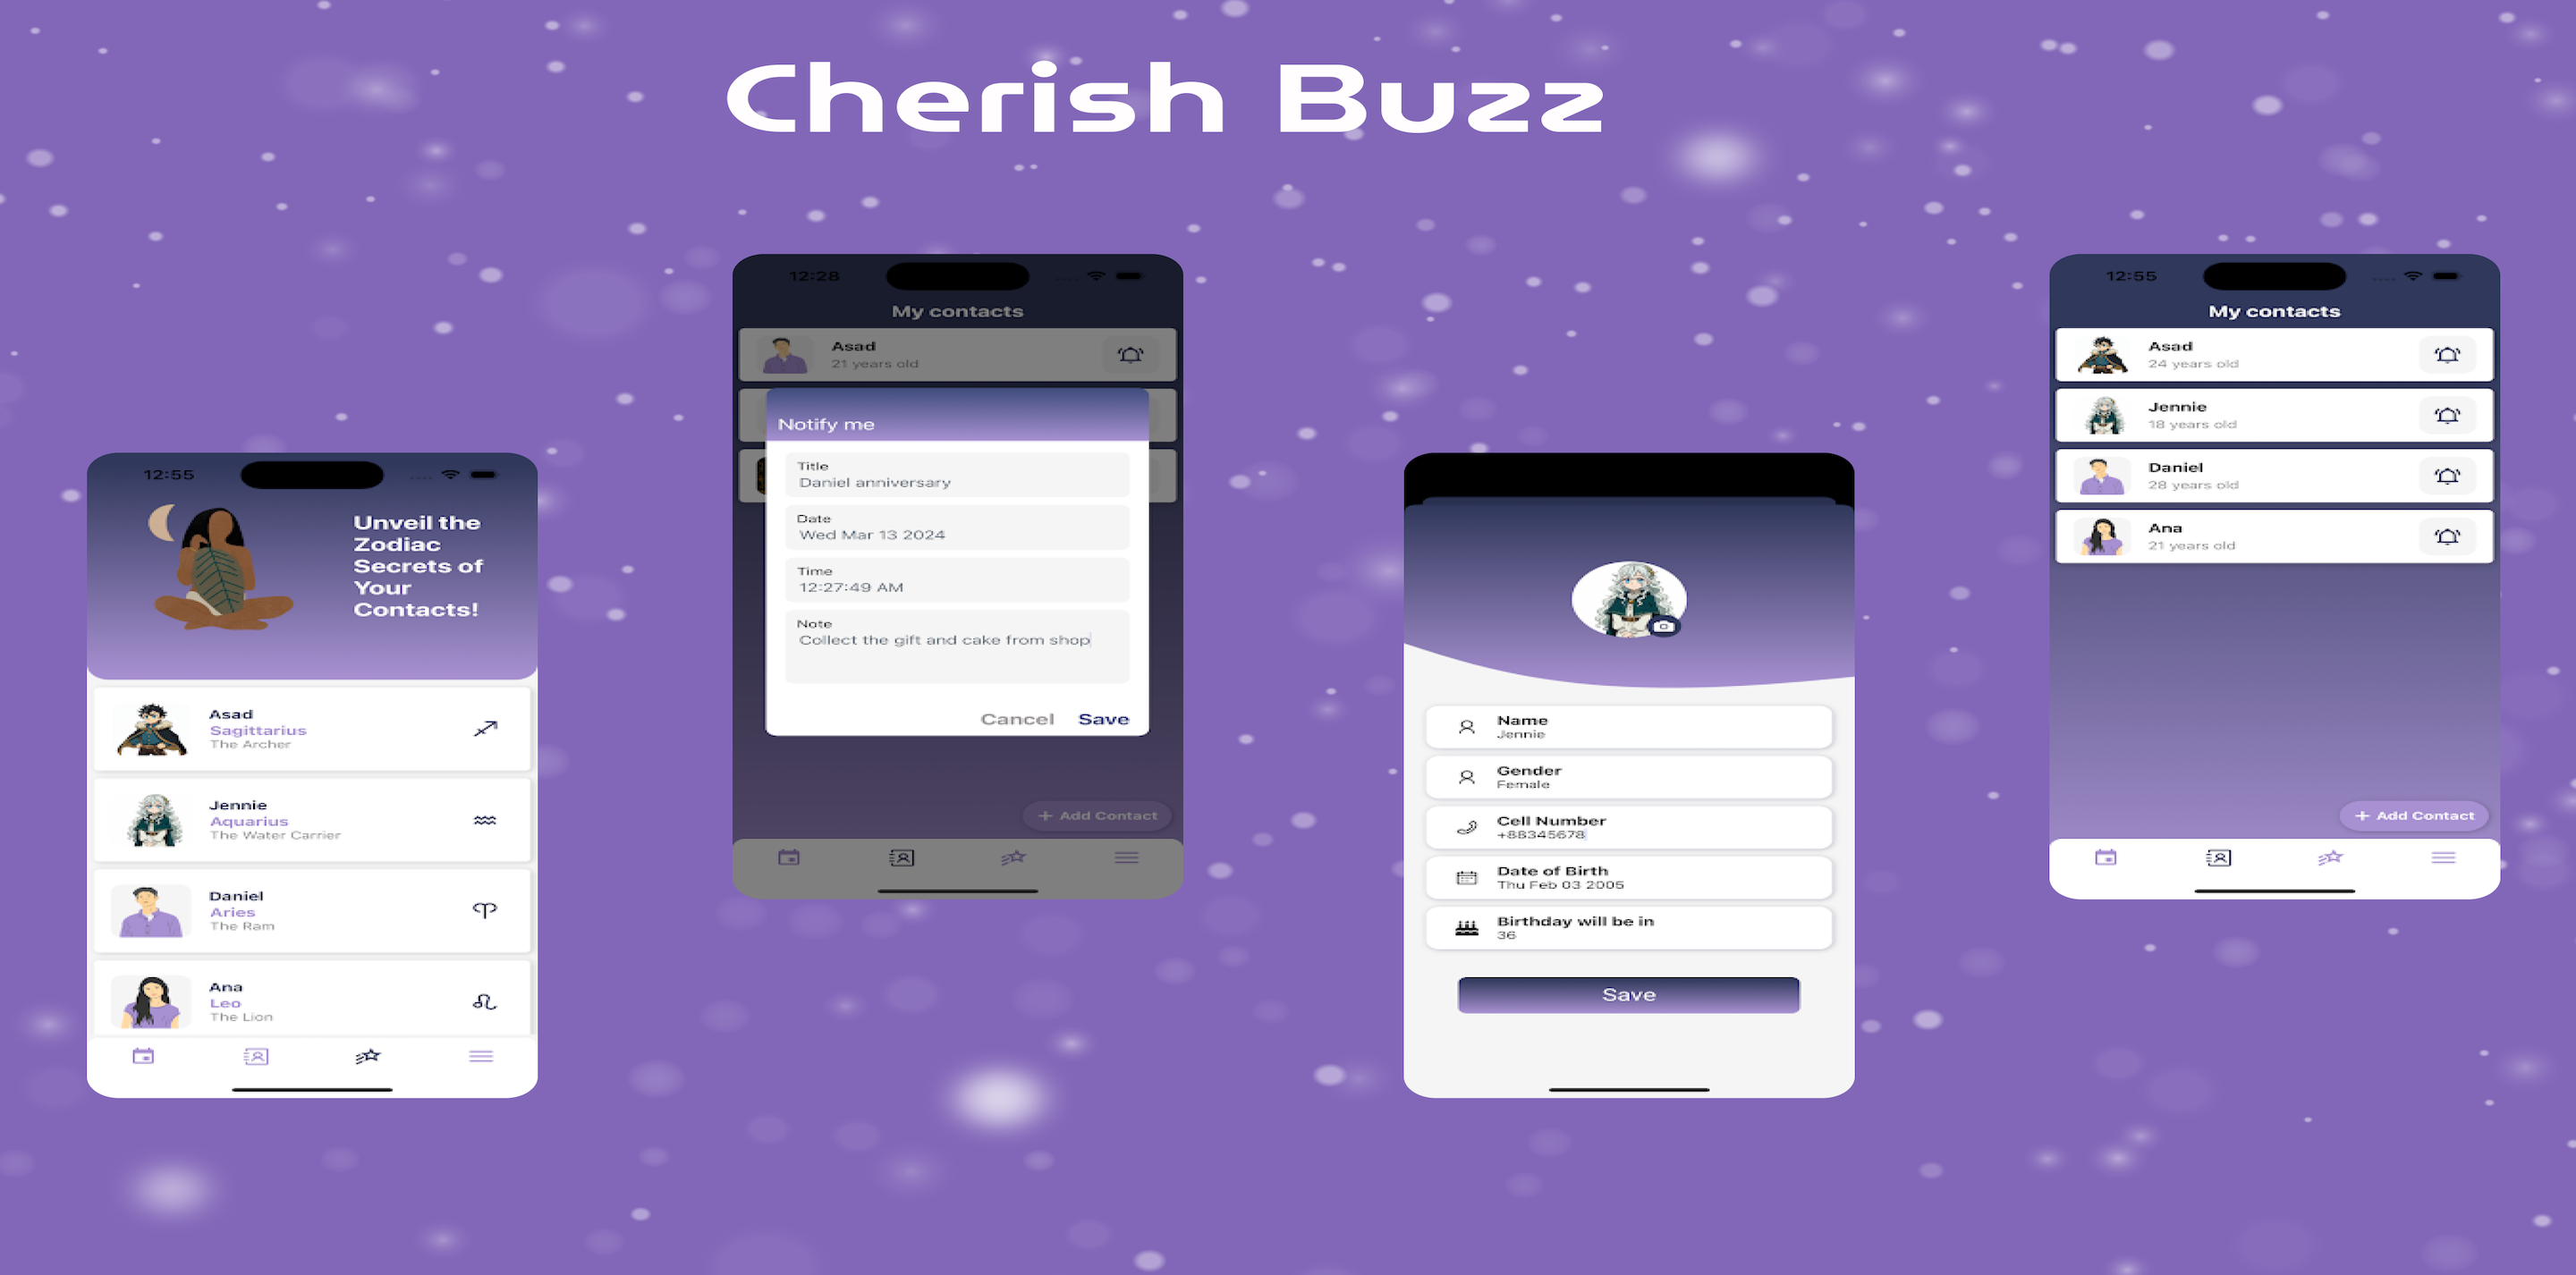 Cherish Buzz
12:55
Unveil the
Zodiac
Secrets of
Your
Contacts!
Asad
Sagittarius
The Archer
Jennie
Aquarius
The Water Carrier
Daniel
Aries
The Ram
Ana
Leo
The Lion
12:28
My contacts
Asad
21 years old
Notify me
Title
Daniel anniversary
Date
Wed Mar 13 2024
Time
12:27:49 AM
Note
Collect the gift and cake from shop
Cancel Save
+ Add Contact
Name
Jennie
Gender
Female
Cell Number
+88345678
Date of Birth
Thu Feb 03 2005
Birthday will be in
36
Save
12:55
My contacts
Asad
24 years old
Jennie
18 years old
Daniel
28 years old
Ana
21 years old
+ Add Contact